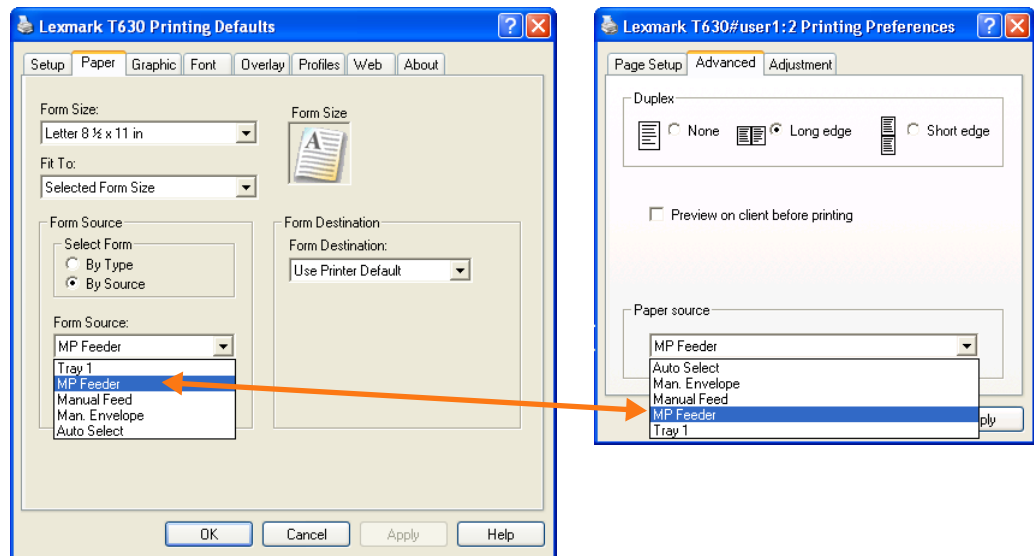 Lexmark T630 Printing Defaults
Setup Paper Graphic Font Overlay Profiles Web About
Form Size:
Letter 8 ½ x 11 in
Fit To:
Selected Form Size
Form Size
A
Form Source
Select Form
By Type
By Source
Form Source:
MP Feeder
Tray 1
MP Feeder
Manual Feed
Man. Envelope
Auto Select
Form Destination
Form Destination:
Use Printer Default
OK Cancel Apply Help
Lexmark T630#user1:2 Printing Preferences
Page Setup Advanced Adjustment
Duplex
None Long edge Short edge
Preview on client before printing
Paper source
MP Feeder
Auto Select
Man. Envelope
Manual Feed
MP Feeder
Tray 1
ply